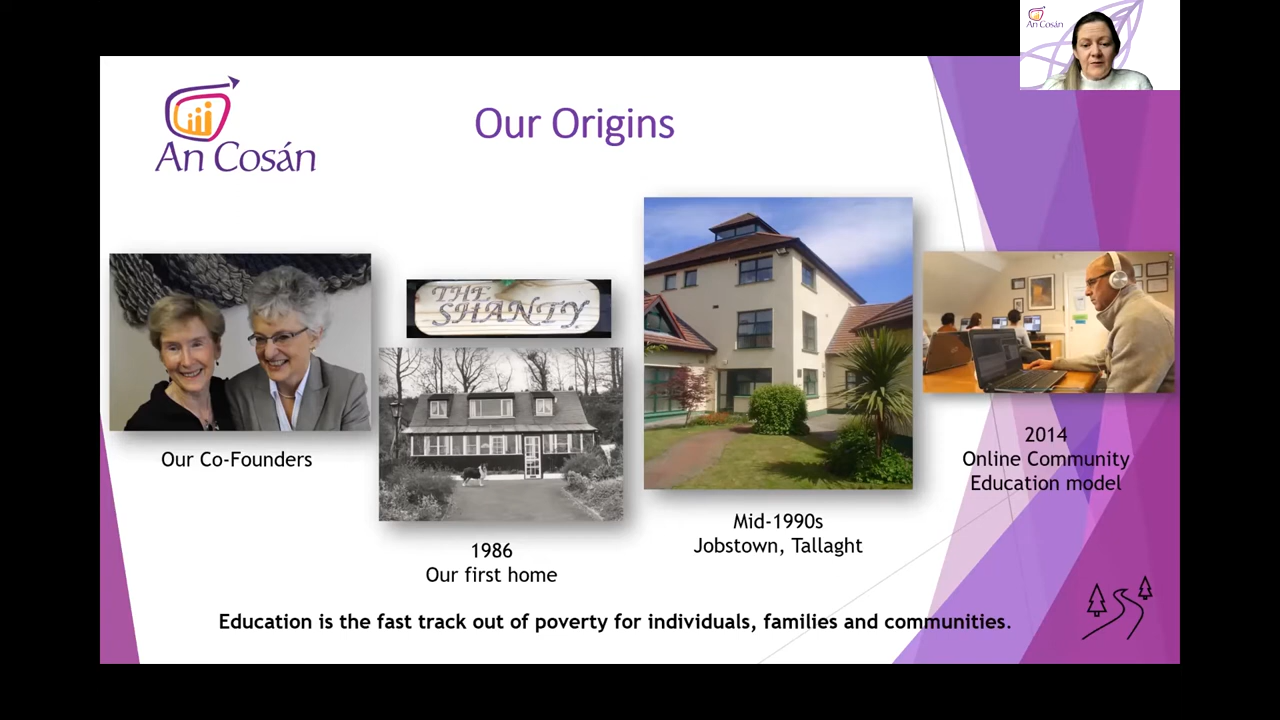 An Cosán
An Cosán
Our Origins
THE
SHANTY
Our Co-Founders
1986
Our first home
Mid-1990s
Jobstown, Tallaght
2014
Online Community
Education model
Education is the fast track out of poverty for individuals, families and communities.